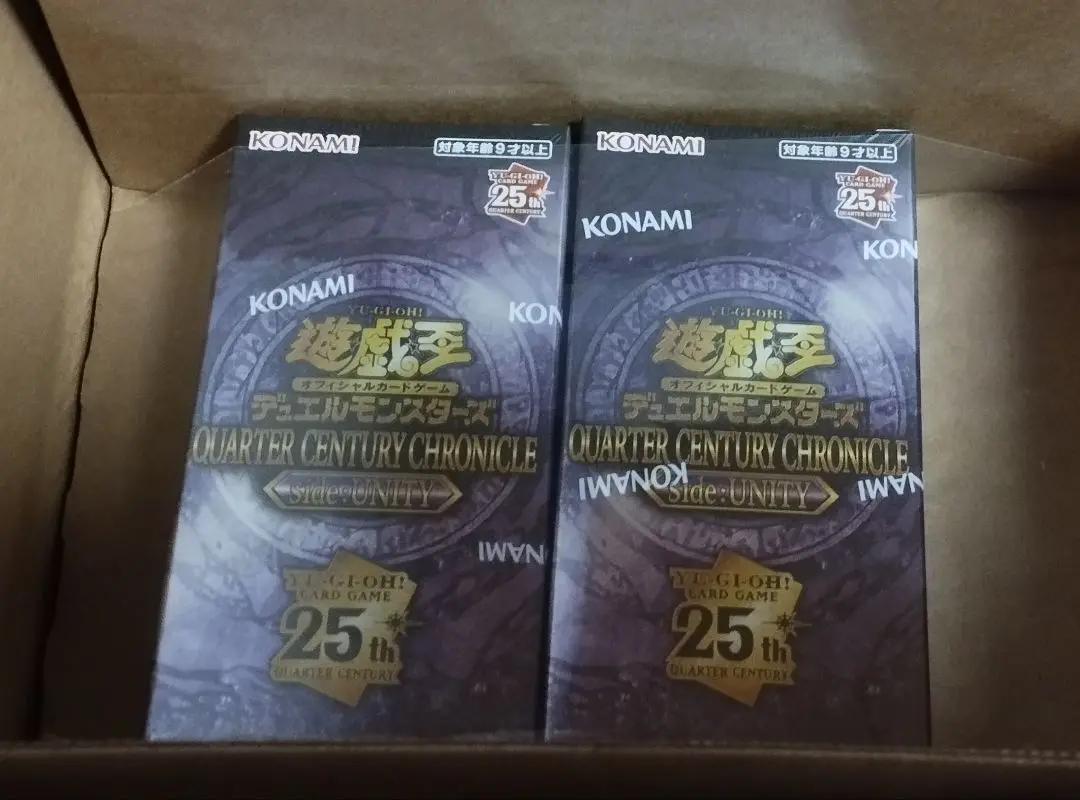 KONAMI
対象年齢9才以上
YU-GI-OH!
CARD GAME
25th
QUARTER CENTURY
KONAMI
KON
YU-GI-OH!
遊戯王
オフィシャルカードゲーム
デュエルモンスターズ
QUARTER CENTURY CHRONICLE
side:UNITY
KONAMI
YU-GI-OH!
CARD GAME
25th
QUARTER CENTURY
KONAMI
対象年齢9才以上
YU-GI-OH!
CARD GAME
25th
QUARTER CENTURY
KONAMI
KON
YU-GI-OH!
遊戯王
オフィシャルカードゲーム
デュエルモンスターズ
QUARTER CENTURY CHRONICLE
side:UNITY
KONAMI
KONAMI
YU-GI-OH!
CARD GAME
25th
QUARTER CENTURY